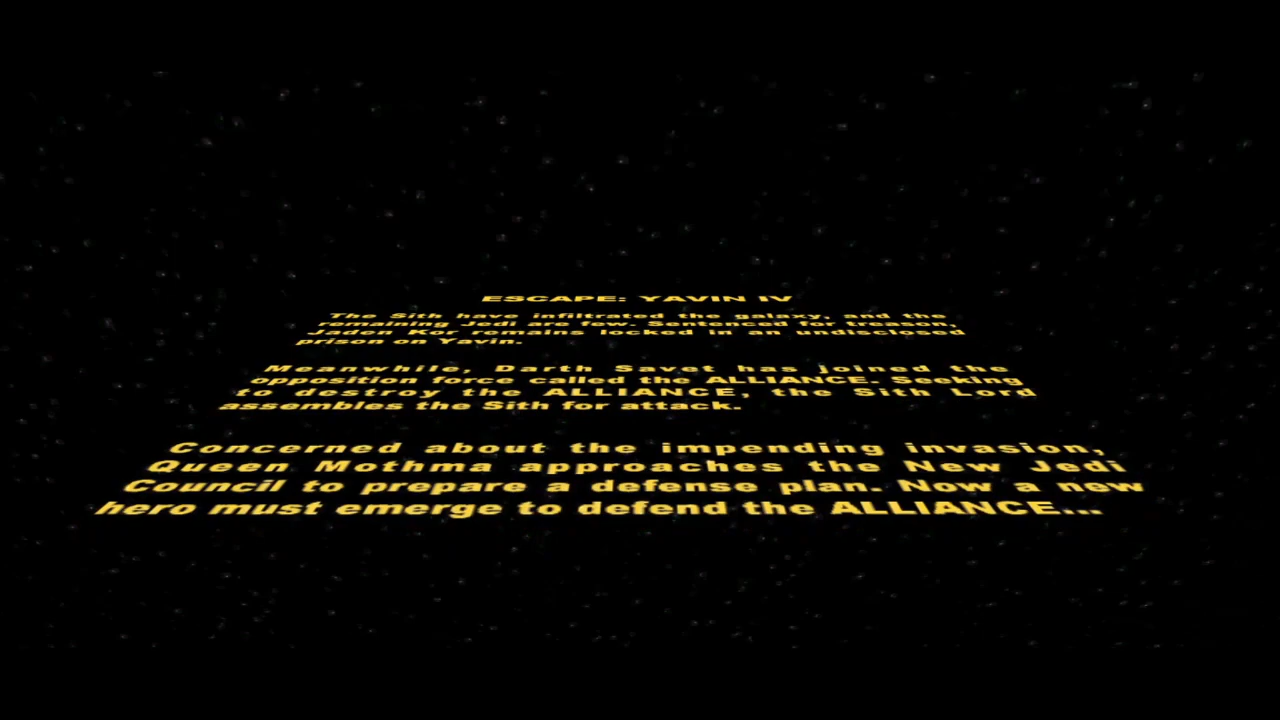 ESCAPE: YAVIN IV
The Sith have infiltrated the galaxy, and the
remaining Jedi are few. Sentenced for treason,
Jaden Kor remains locked in an undisclosed
prison on Yavin.
Meanwhile, Darth Savet has joined the
opposition force called the ALLIANCE. Seeking
to destroy the ALLIANCE, the Sith Lord
assembles the Sith for attack.
Concerned about the impending invasion,
Queen Mothma approaches the New Jedi
Council to prepare a defense plan. Now a new
hero must emerge to defend the ALLIANCE...